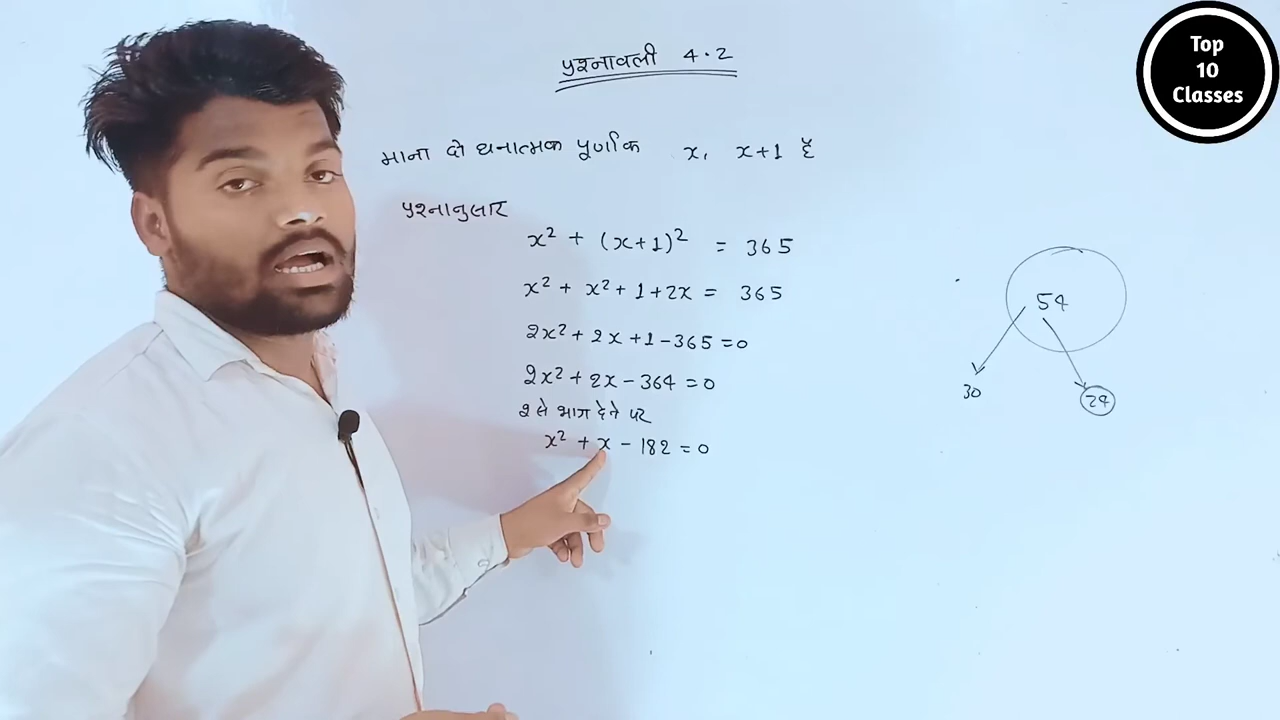 Top
10
Classes
प्रश्नावली 4.2
माना दो धनात्मक पूर्णांक x, x+1 है
प्रश्नानुसार
x² + (x+1)² = 365
x² + x² + 1 + 2x = 365
2x² + 2x + 1 - 365 = 0
2x² + 2x - 364 = 0
2 से भाग देने पर
x² + x - 182 = 0
54
30
24